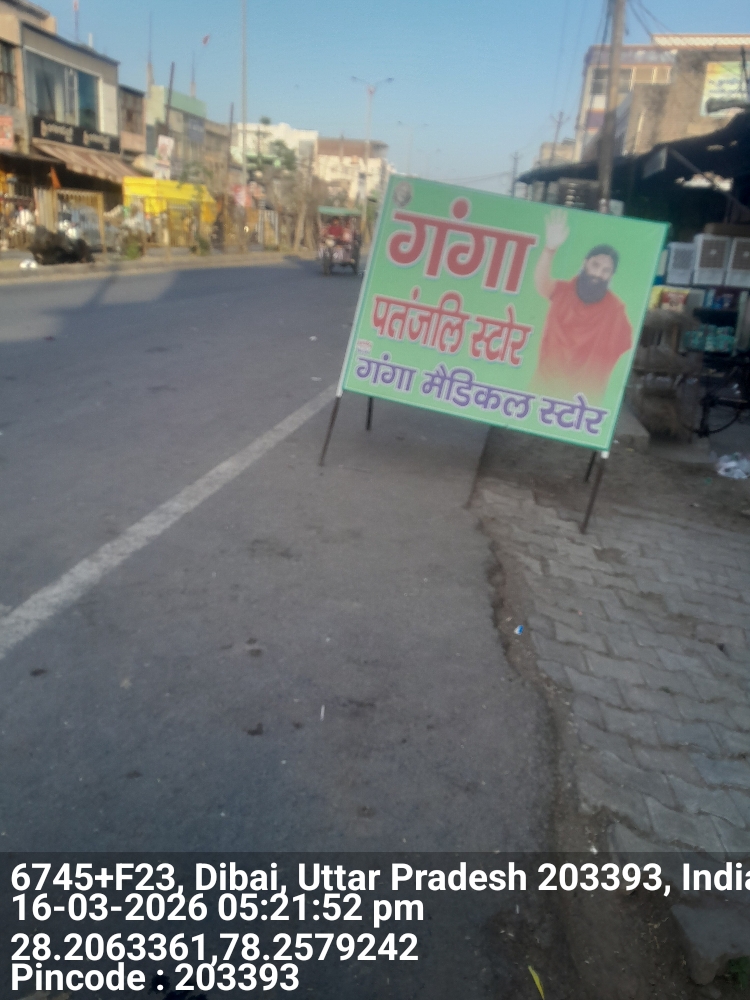 गंगा
पतंजलि स्टोर
गंगा मैडिकल स्टोर
6745+F23, Dibai, Uttar Pradesh 203393, India
16-03-2026 05:21:52 pm
28.2063361,78.2579242
Pincode : 203393